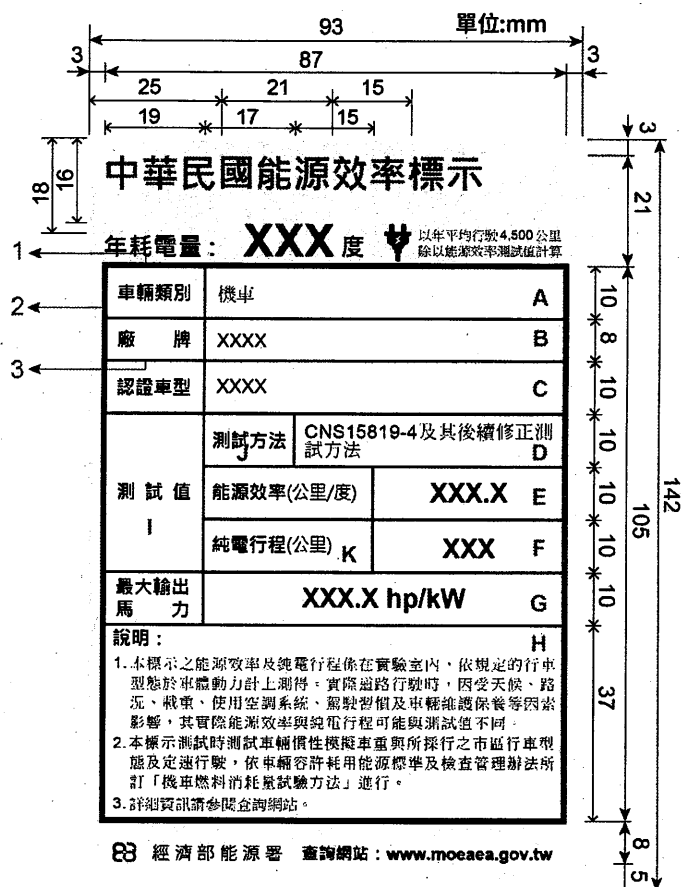 93 單位:mm
3 87 3
25 21 15
19 17 15
18 16
中華民國能源效率標示
3
21
1
年耗電量: XXX 度 以年平均行駛4,500公里
除以能源效率測試值計算
車輛類別 機車 A
10
2
廠 牌 XXXX B
8
3
認證車型 XXXX C
10
測試方法 J CNS15819-4及其後續修正測
試方法 D
10
測試值 I
能源效率(公里/度) XXX.X E
10
純電行程(公里) K XXX F
10
最大輸出
馬 力 XXX.X hp/kW G
10
105
142
說明: H
1.本標示之能源效率及純電行程係在實驗室內,依規定的行車
型態於車體動力計上測得。實際道路行駛時,因受天候、路
況、載重、使用空調系統、駕駛習慣及車輛維護保養等因素
影響,其實際能源效率與純電行程可能與測試值不同。
37
2.本標示測試時測試車輛慣性模擬車重與所採行之市區行車型
態及定速行駛,依車輛容許耗用能源標準及檢查管理辦法所
訂「機車燃料消耗量試驗方法」進行。
3.詳細資訊請參閱查詢網站。
經濟部能源署 查詢網站:www.moeaea.gov.tw
8
5